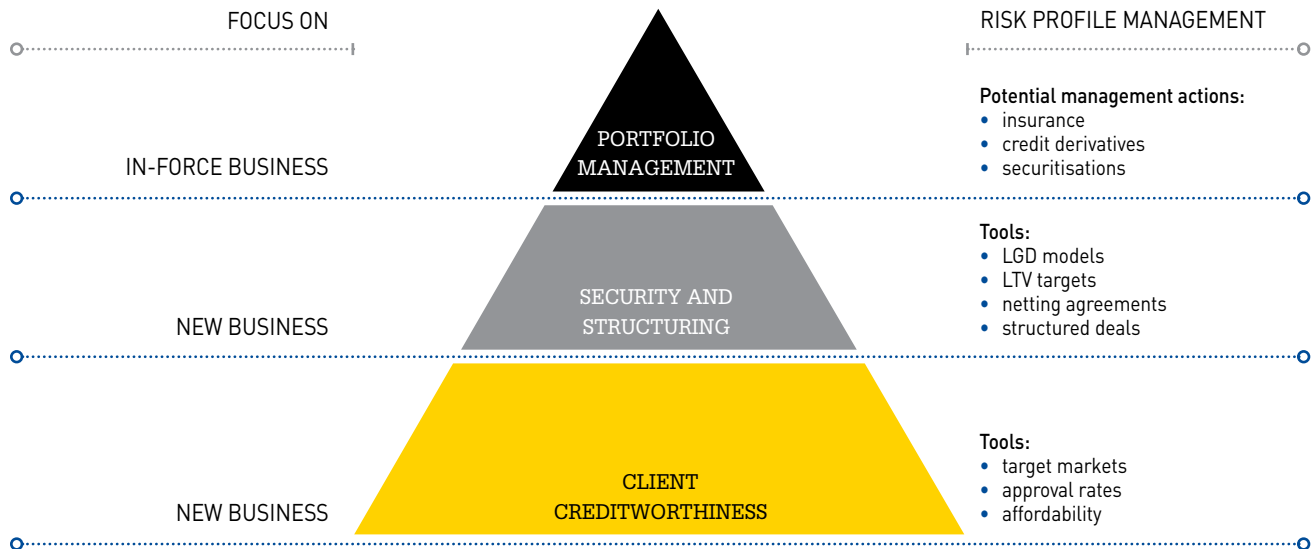 FOCUS ON
RISK PROFILE MANAGEMENT
PORTFOLIO
MANAGEMENT
IN-FORCE BUSINESS
Potential management actions:
• insurance
• credit derivatives
• securitisations
SECURITY AND
STRUCTURING
NEW BUSINESS
Tools:
• LGD models
• LTV targets
• netting agreements
• structured deals
CLIENT
CREDITWORTHINESS
NEW BUSINESS
Tools:
• target markets
• approval rates
• affordability